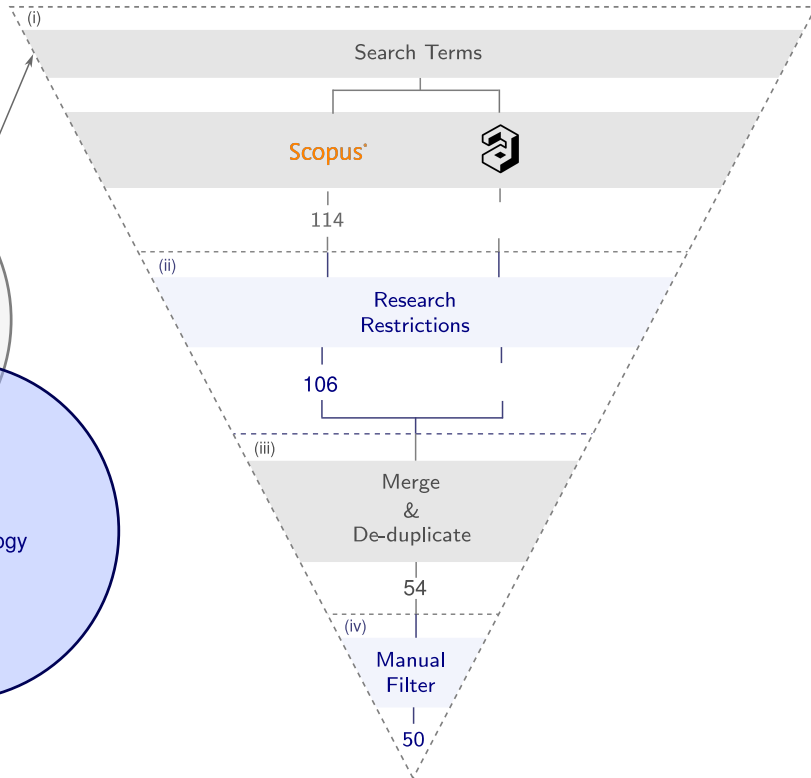 (i)
Search Terms
Scopus
114
(ii)
Research
Restrictions
106
(iii)
Merge
&
De-duplicate
ogy
54
(iv)
Manual
Filter
50